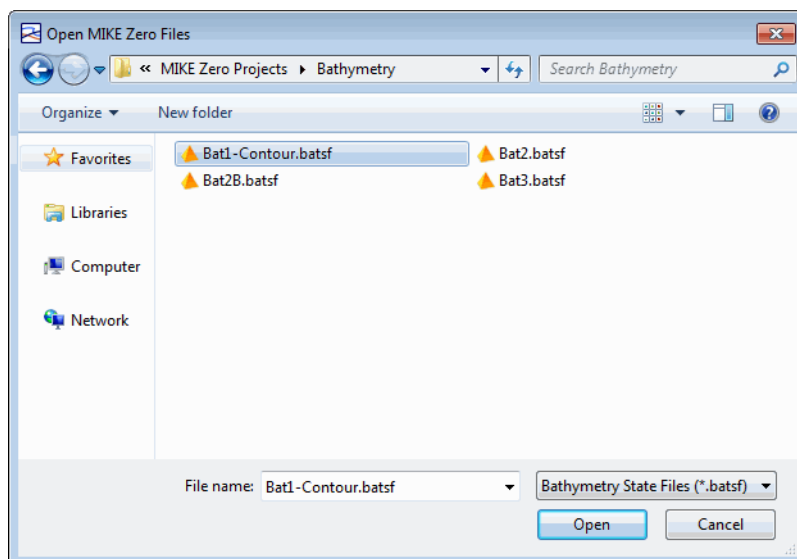 Open MIKE Zero Files
« MIKE Zero Projects Bathymetry
Search Bathymetry
Organize New folder
Favorites
Libraries
Computer
Network
Bat1-Contour.batsf Bat2.batsf
Bat2B.batsf Bat3.batsf
File name: Bat1-Contour.batsf Bathymetry State Files (*.batsf)
Open Cancel